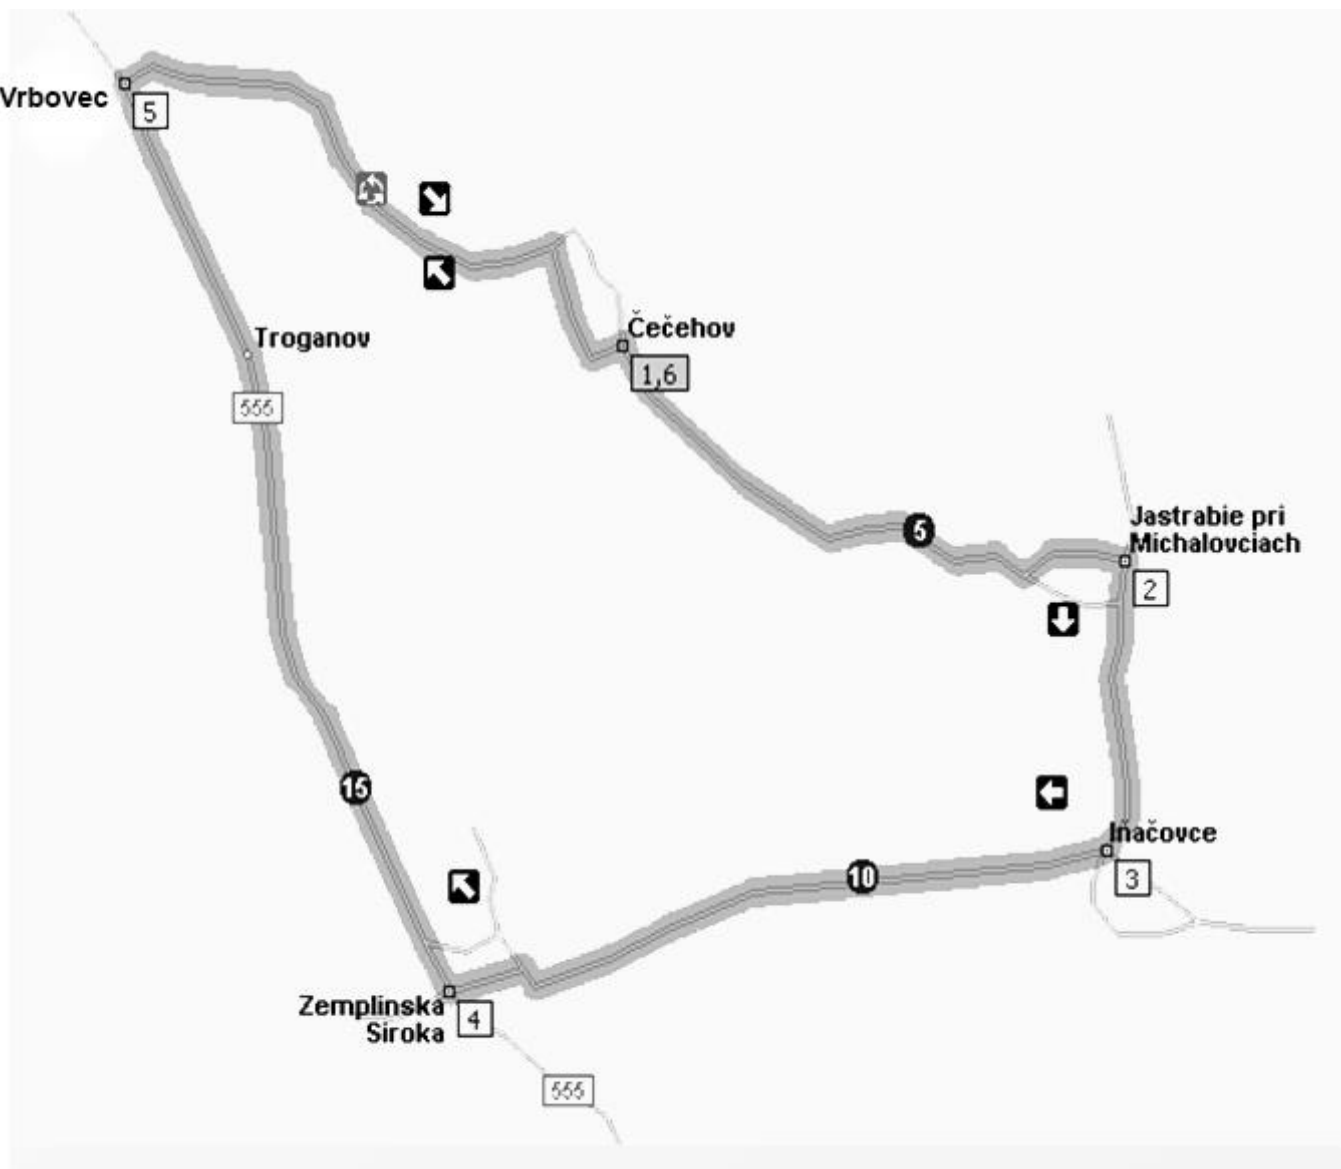 Vrbovec
5
Troganov
555
Čečehov
1,6
5
Jastrabie pri
Michalovciach
2
15
Iňačovce
10
3
Zemplinska
Siroka
4
555